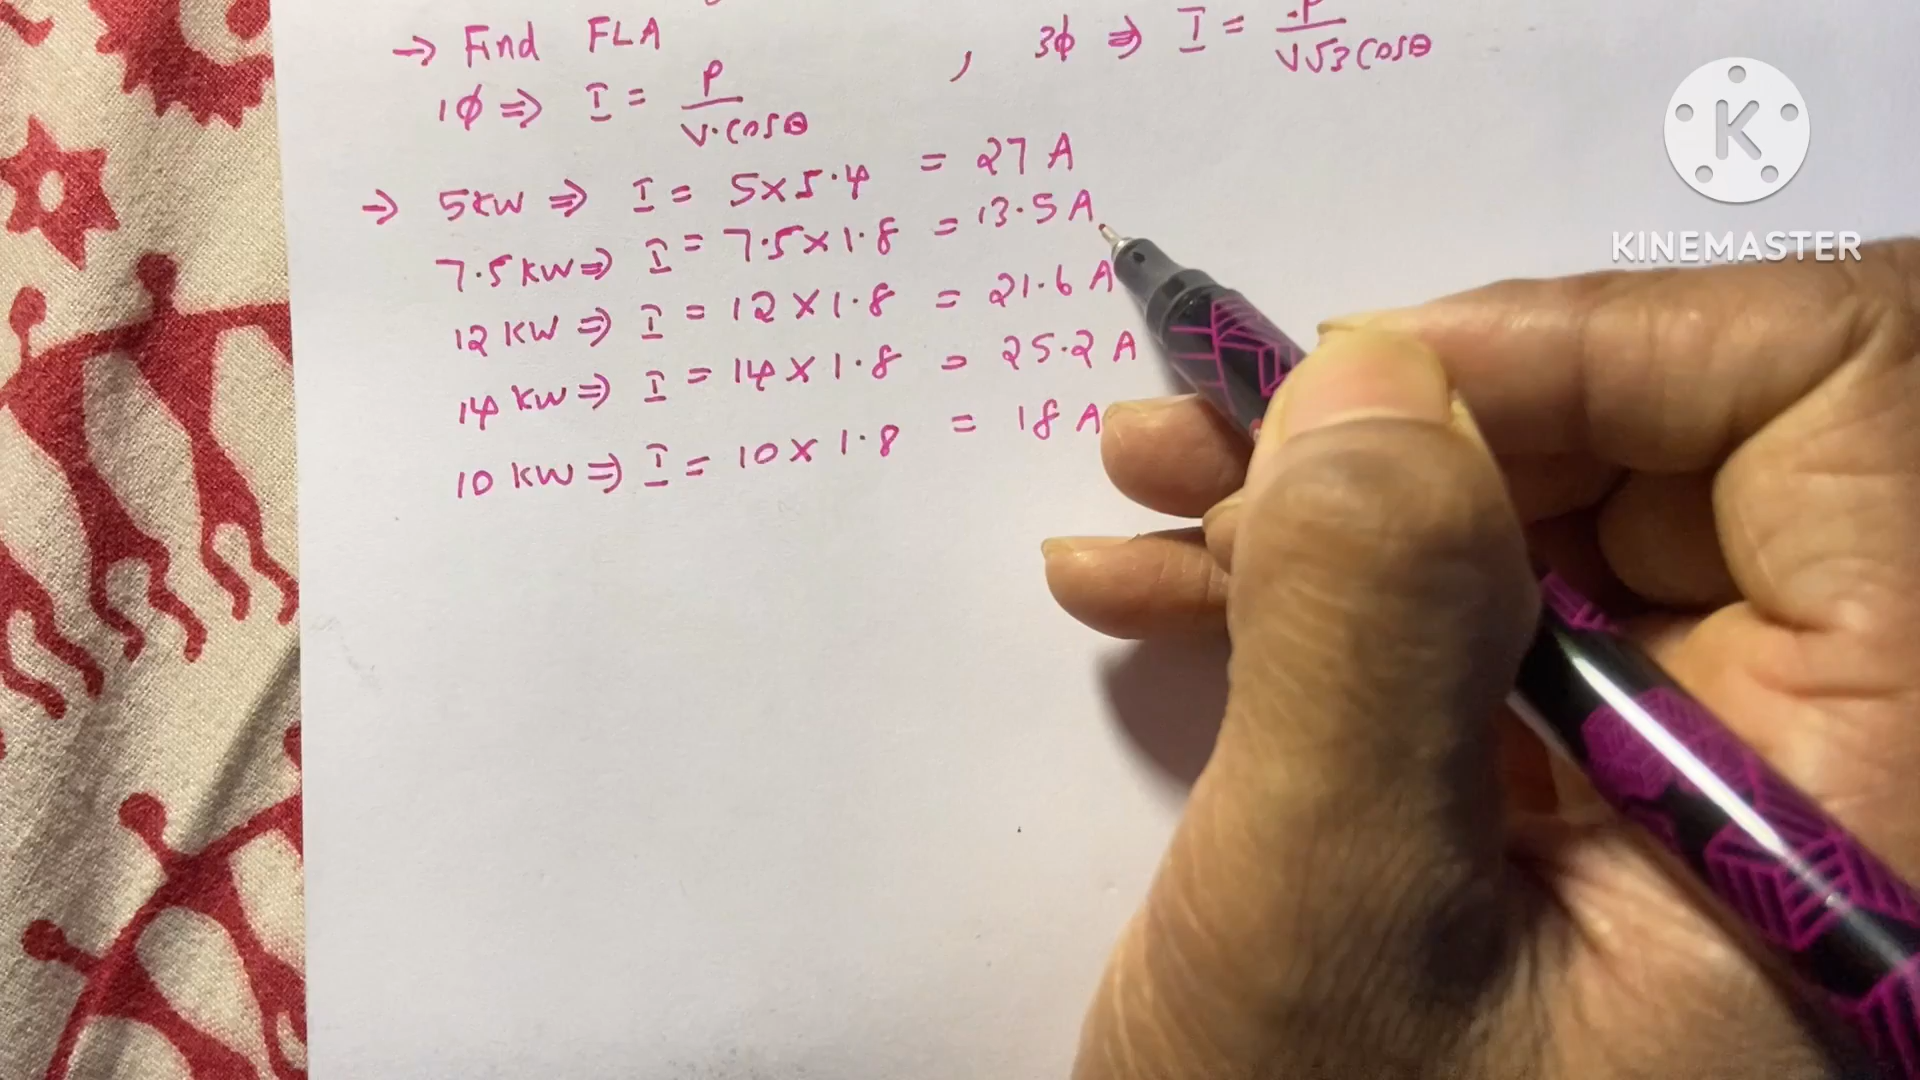 → Find FLA
1ϕ ⇒ I = P / V·cosθ , 3ϕ ⇒ I = P / V√3 cosθ
→ 5KW ⇒ I = 5×5.4 = 27 A
7.5KW ⇒ I = 7.5×1.8 = 13.5 A
12 KW ⇒ I = 12 × 1.8 = 21.6 A
14 KW ⇒ I = 14 × 1.8 = 25.2 A
10 KW ⇒ I = 10 × 1.8 = 18 A
K
KINEMASTER